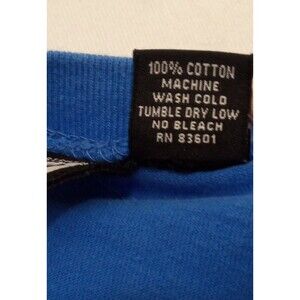 100% COTTON
MACHINE
WASH COLD
TUMBLE DRY LOW
NO BLEACH
RN 83601